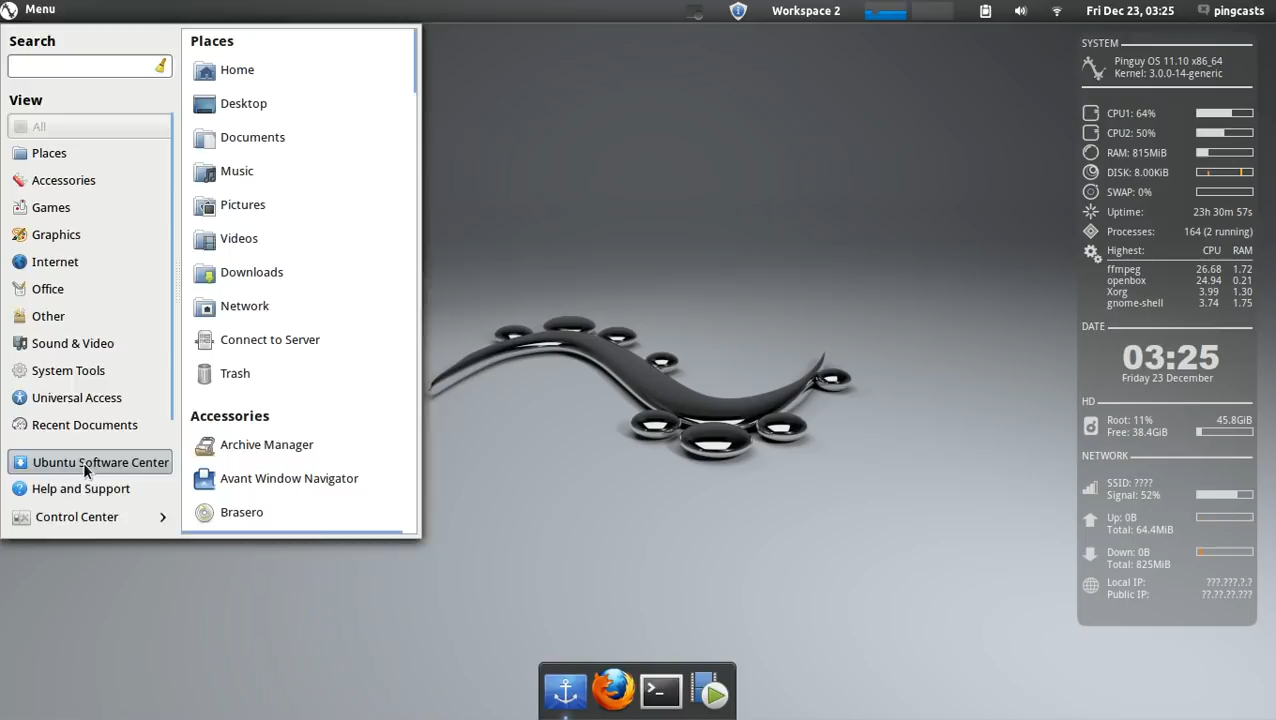 Menu
Workspace 2
Fri Dec 23, 03:25
pingcasts
Search
View
All
Places
Accessories
Games
Graphics
Internet
Office
Other
Sound & Video
System Tools
Universal Access
Recent Documents
Ubuntu Software Center
Help and Support
Control Center
Places
Home
Desktop
Documents
Music
Pictures
Videos
Downloads
Network
Connect to Server
Trash
Accessories
Archive Manager
Avant Window Navigator
Brasero
SYSTEM
Pinguy OS 11.10 x86_64
Kernel: 3.0.0-14-generic
CPU1: 64%
CPU2: 50%
RAM: 815MiB
DISK: 8.00KiB
SWAP: 0%
Uptime: 23h 30m 57s
Processes: 164 (2 running)
Highest: CPU RAM
ffmpeg 26.68 1.72
openbox 24.94 0.21
Xorg 3.99 1.30
gnome-shell 3.74 1.75
DATE
03:25
Friday 23 December
HD
Root: 11% 45.8GiB
Free: 38.4GiB
NETWORK
SSID: ????
Signal: 52%
Up: 0B
Total: 64.4MiB
Down: 0B
Total: 825MiB
Local IP: ???.???.?.?
Public IP: ??.??.??.???